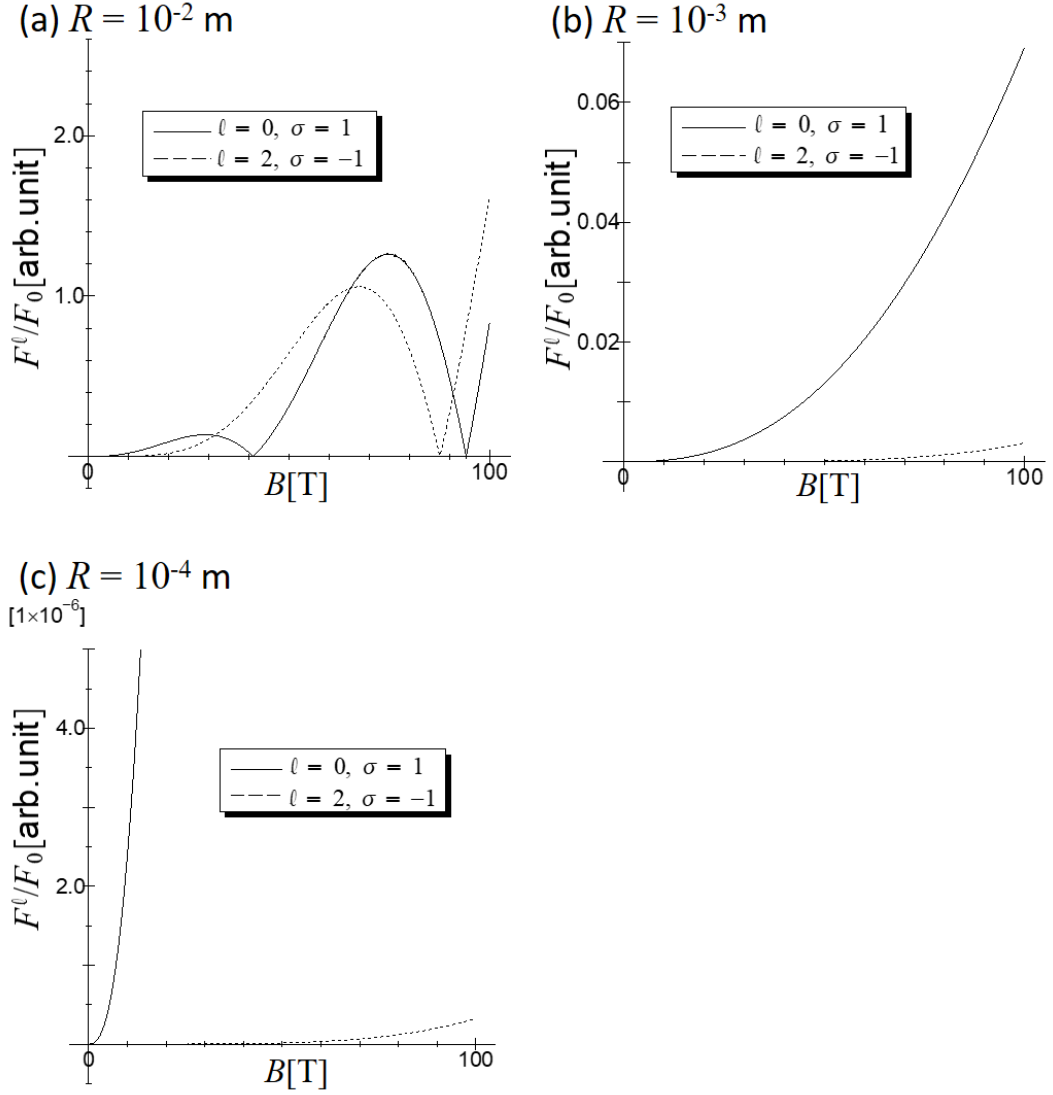 (a) R = 10⁻² m
2.0
1.0
0
100
ℓ = 0, σ = 1
ℓ = 2, σ = −1
Fℓ/F₀[arb.unit]
B[T]
(b) R = 10⁻³ m
0.06
0.04
0.02
0
100
ℓ = 0, σ = 1
ℓ = 2, σ = −1
Fℓ/F₀[arb.unit]
B[T]
(c) R = 10⁻⁴ m
[1×10⁻⁶]
4.0
2.0
0
100
ℓ = 0, σ = 1
ℓ = 2, σ = −1
Fℓ/F₀[arb.unit]
B[T]